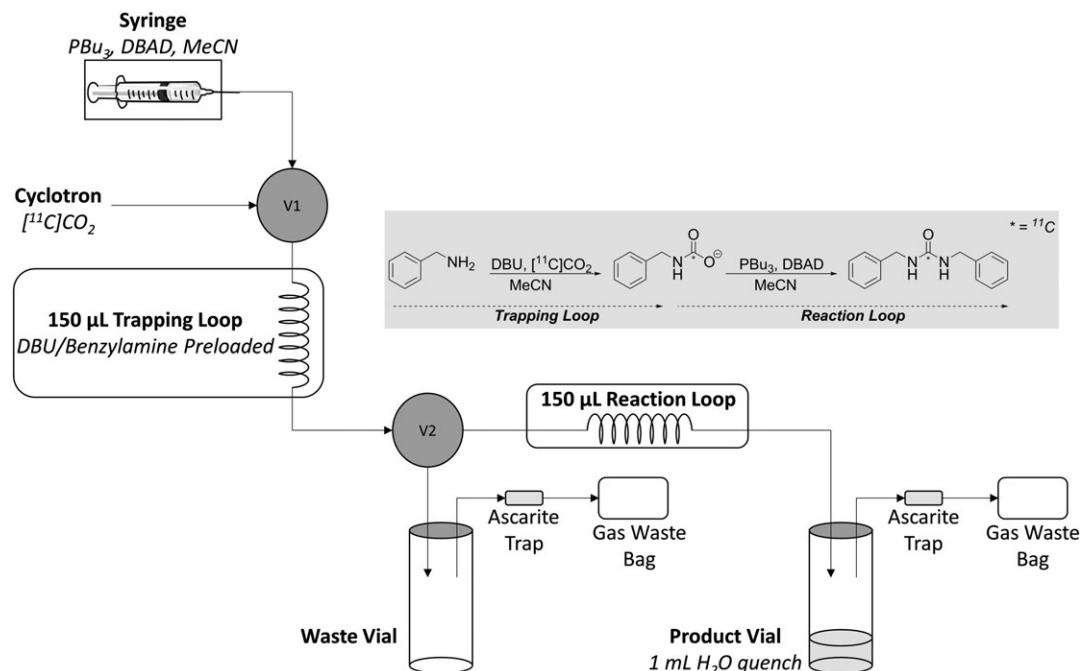 Syringe
PBu₃, DBAD, MeCN
Cyclotron
[¹¹C]CO₂
V1
150 µL Trapping Loop
DBU/Benzylamine Preloaded
* = ¹¹C
NH₂
DBU, [¹¹C]CO₂
MeCN
O
N
H
*
O⊖
PBu₃, DBAD
MeCN
O
N
H
*
N
H
Trapping Loop
Reaction Loop
V2
150 µL Reaction Loop
Ascarite
Trap
Gas Waste
Bag
Ascarite
Trap
Gas Waste
Bag
Waste Vial
Product Vial
1 mL H₂O quench